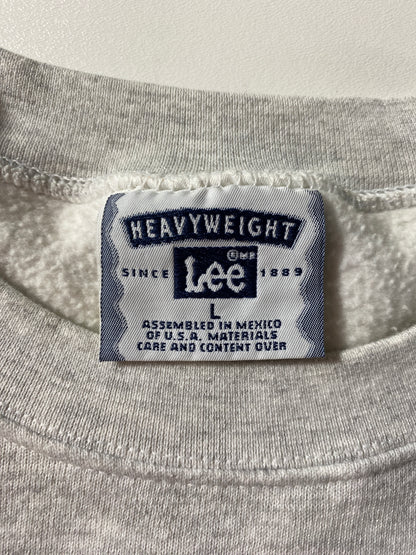 HEAVYWEIGHT
® MR
SINCE Lee 1889
L
ASSEMBLED IN MEXICO
OF U.S.A. MATERIALS
CARE AND CONTENT OVER